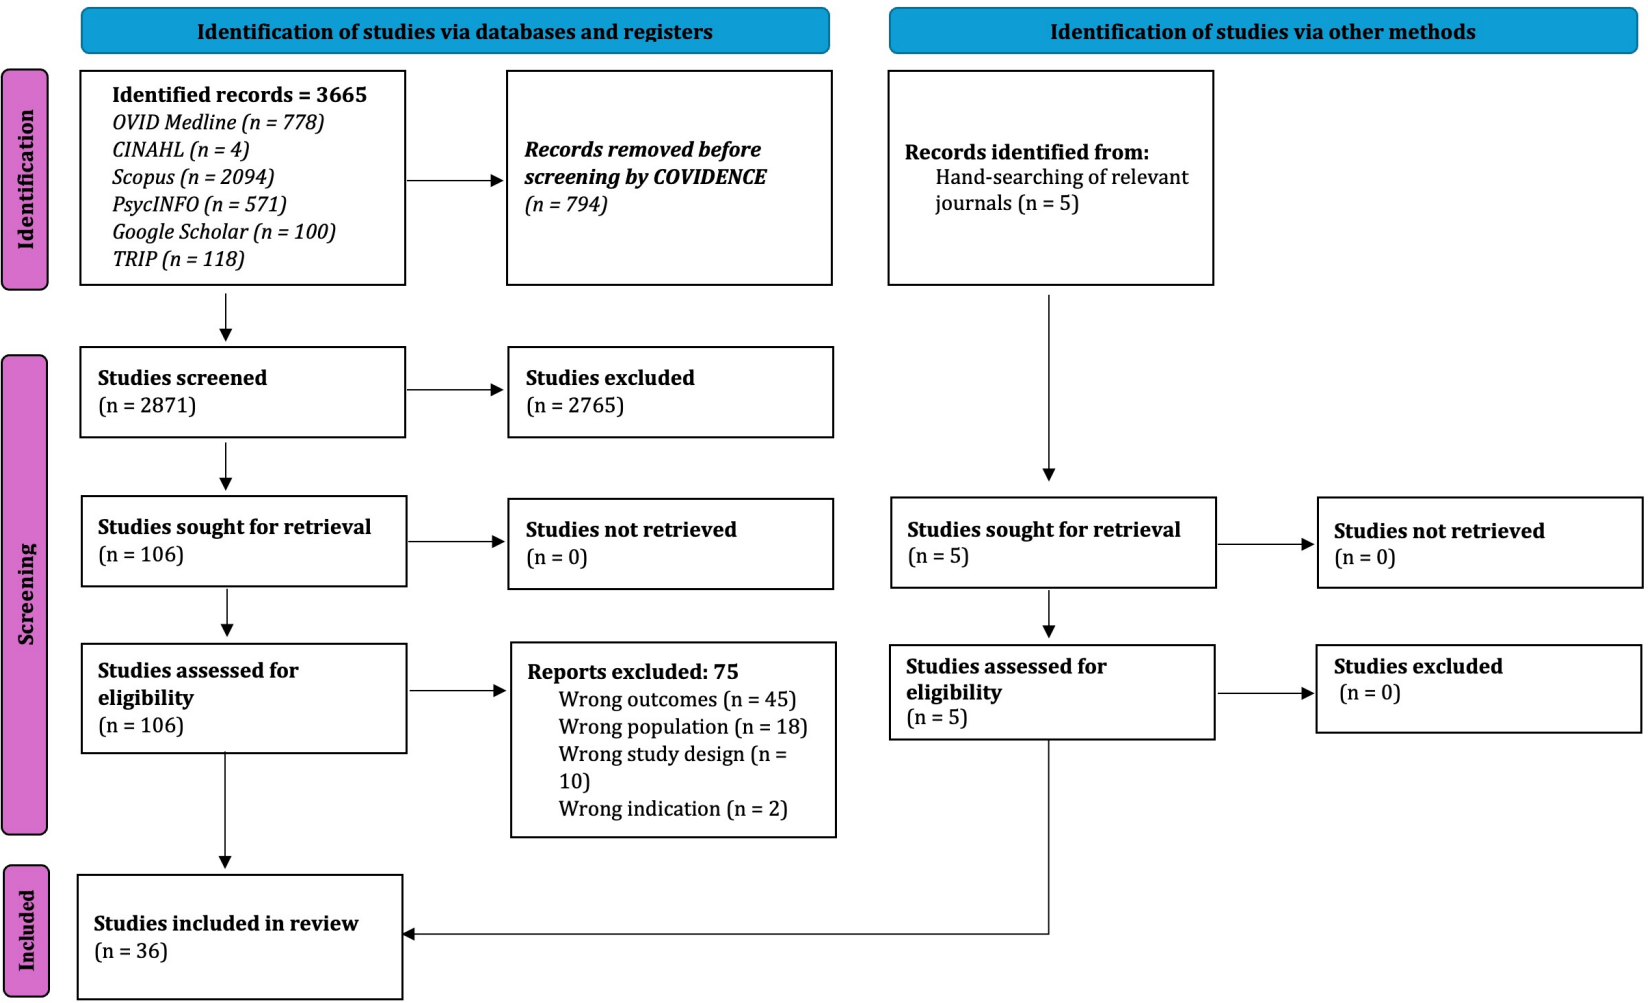 Identification of studies via databases and registers
Identification of studies via other methods
Identification
Identified records = 3665
OVID Medline (n = 778)
CINAHL (n = 4)
Scopus (n = 2094)
PsycINFO (n = 571)
Google Scholar (n = 100)
TRIP (n = 118)
Records removed before
screening by COVIDENCE
(n = 794)
Records identified from:
Hand-searching of relevant
journals (n = 5)
Screening
Studies screened
(n = 2871)
Studies excluded
(n = 2765)
Studies sought for retrieval
(n = 106)
Studies not retrieved
(n = 0)
Studies sought for retrieval
(n = 5)
Studies not retrieved
(n = 0)
Studies assessed for
eligibility
(n = 106)
Reports excluded: 75
Wrong outcomes (n = 45)
Wrong population (n = 18)
Wrong study design (n =
10)
Wrong indication (n = 2)
Studies assessed for
eligibility
(n = 5)
Studies excluded
(n = 0)
Included
Studies included in review
(n = 36)